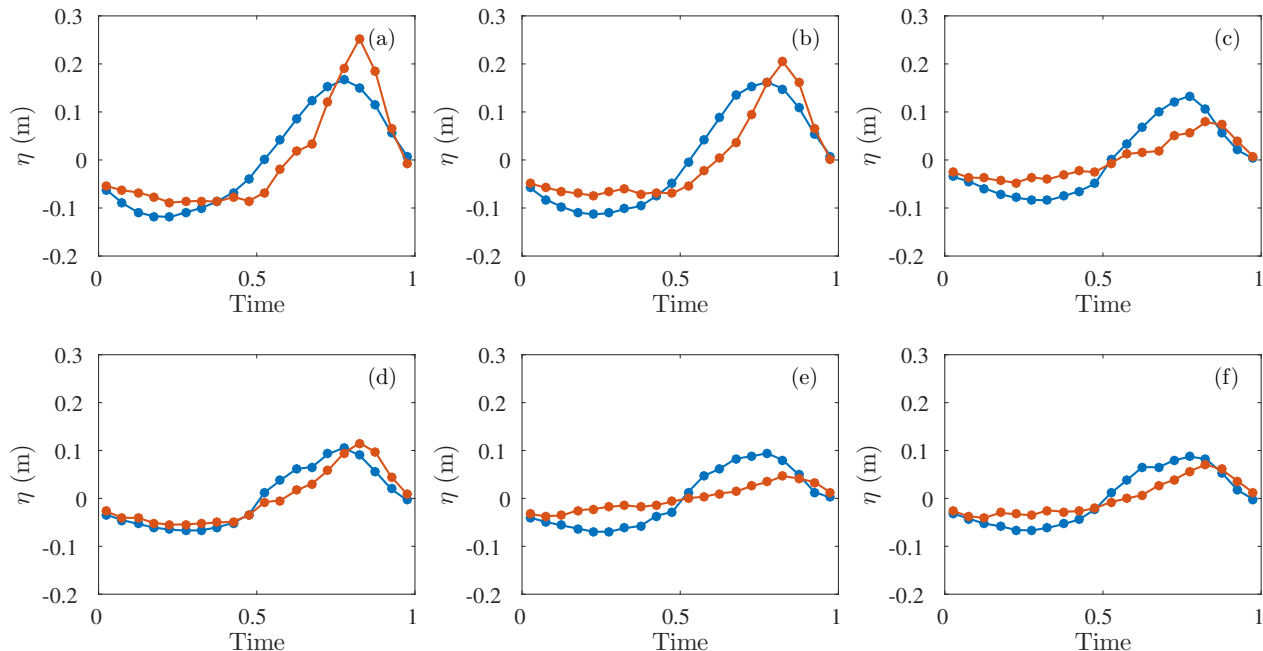 0.3 (a) 0.3 (b) 0.3 (c)
0.2 0.2 0.2
η (m) 0.1 η (m) 0.1 η (m) 0.1
0 0 0
-0.1 -0.1 -0.1
-0.2 -0.2 -0.2
0 0.5 1 0 0.5 1 0 0.5 1
Time Time Time
0.3 (d) 0.3 (e) 0.3 (f)
0.2 0.2 0.2
η (m) 0.1 η (m) 0.1 η (m) 0.1
0 0 0
-0.1 -0.1 -0.1
-0.2 -0.2 -0.2
0 0.5 1 0 0.5 1 0 0.5 1
Time Time Time